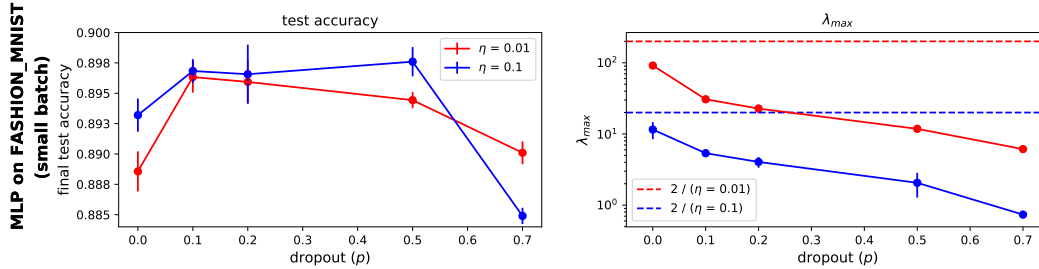 MLP on FASHION_MNIST
(small batch)
test accuracy
final test accuracy
0.900
0.898
0.895
0.893
0.890
0.888
0.885
η = 0.01
η = 0.1
0.0 0.1 0.2 0.3 0.4 0.5 0.6 0.7
dropout (p)
λmax
λmax
10²
10¹
10⁰
2 / (η = 0.01)
2 / (η = 0.1)
0.0 0.1 0.2 0.3 0.4 0.5 0.6 0.7
dropout (p)